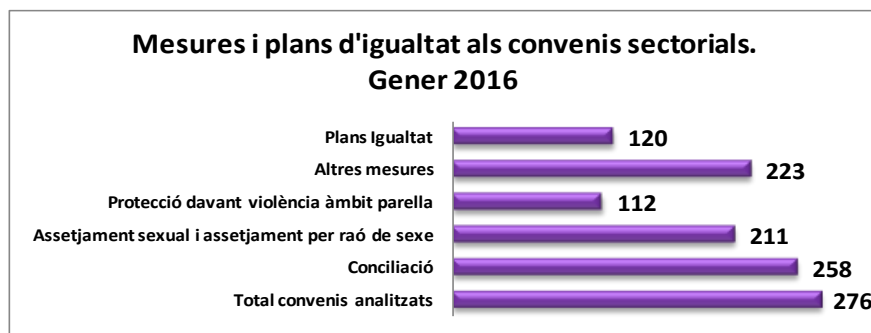 Mesures i plans d'igualtat als convenis sectorials.
Gener 2016
Plans Igualtat 120
Altres mesures 223
Protecció davant violència àmbit parella 112
Assetjament sexual i assetjament per raó de sexe 211
Conciliació 258
Total convenis analitzats 276